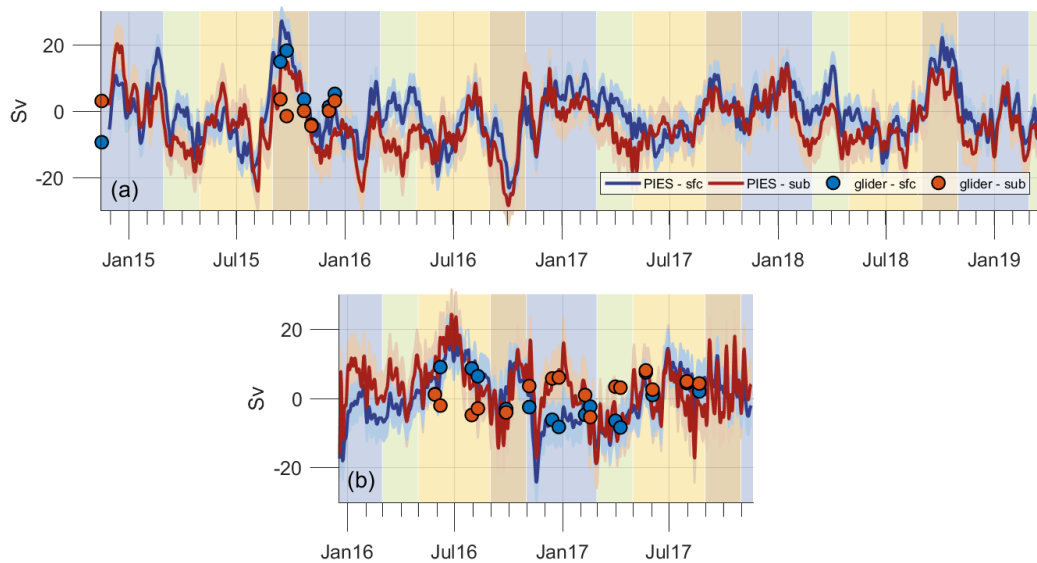 20
0
-20
Sv
(a)
PIES - sfc PIES - sub glider - sfc glider - sub
Jan15 Jul15 Jan16 Jul16 Jan17 Jul17 Jan18 Jul18 Jan19
20
0
-20
Sv
(b)
Jan16 Jul16 Jan17 Jul17